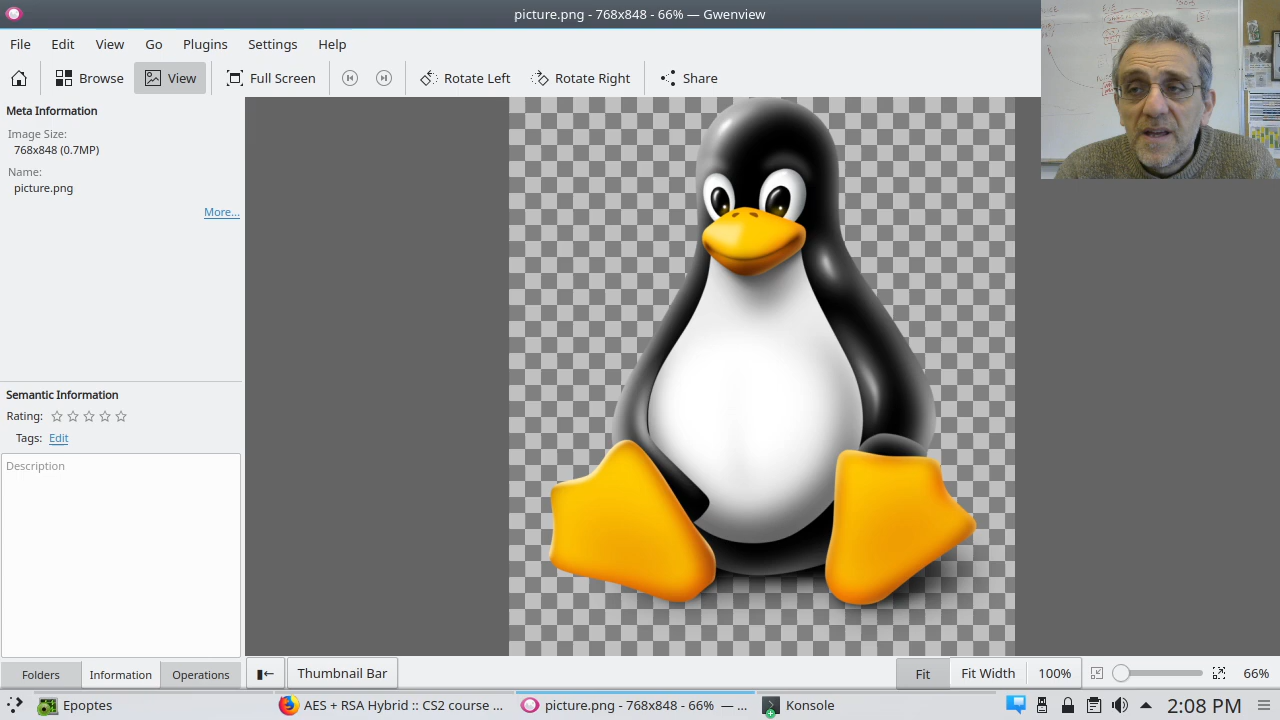 picture.png - 768x848 - 66% — Gwenview
File Edit View Go Plugins Settings Help
Browse View Full Screen Rotate Left Rotate Right Share
Meta Information
Image Size:
768x848 (0.7MP)
Name:
picture.png
More...
Semantic Information
Rating:
Tags: Edit
Description
Folders Information Operations
Thumbnail Bar Fit Fit Width 100% 66%
Epoptes AES + RSA Hybrid :: CS2 course ... picture.png - 768x848 - 66% — ... Konsole 2:08 PM